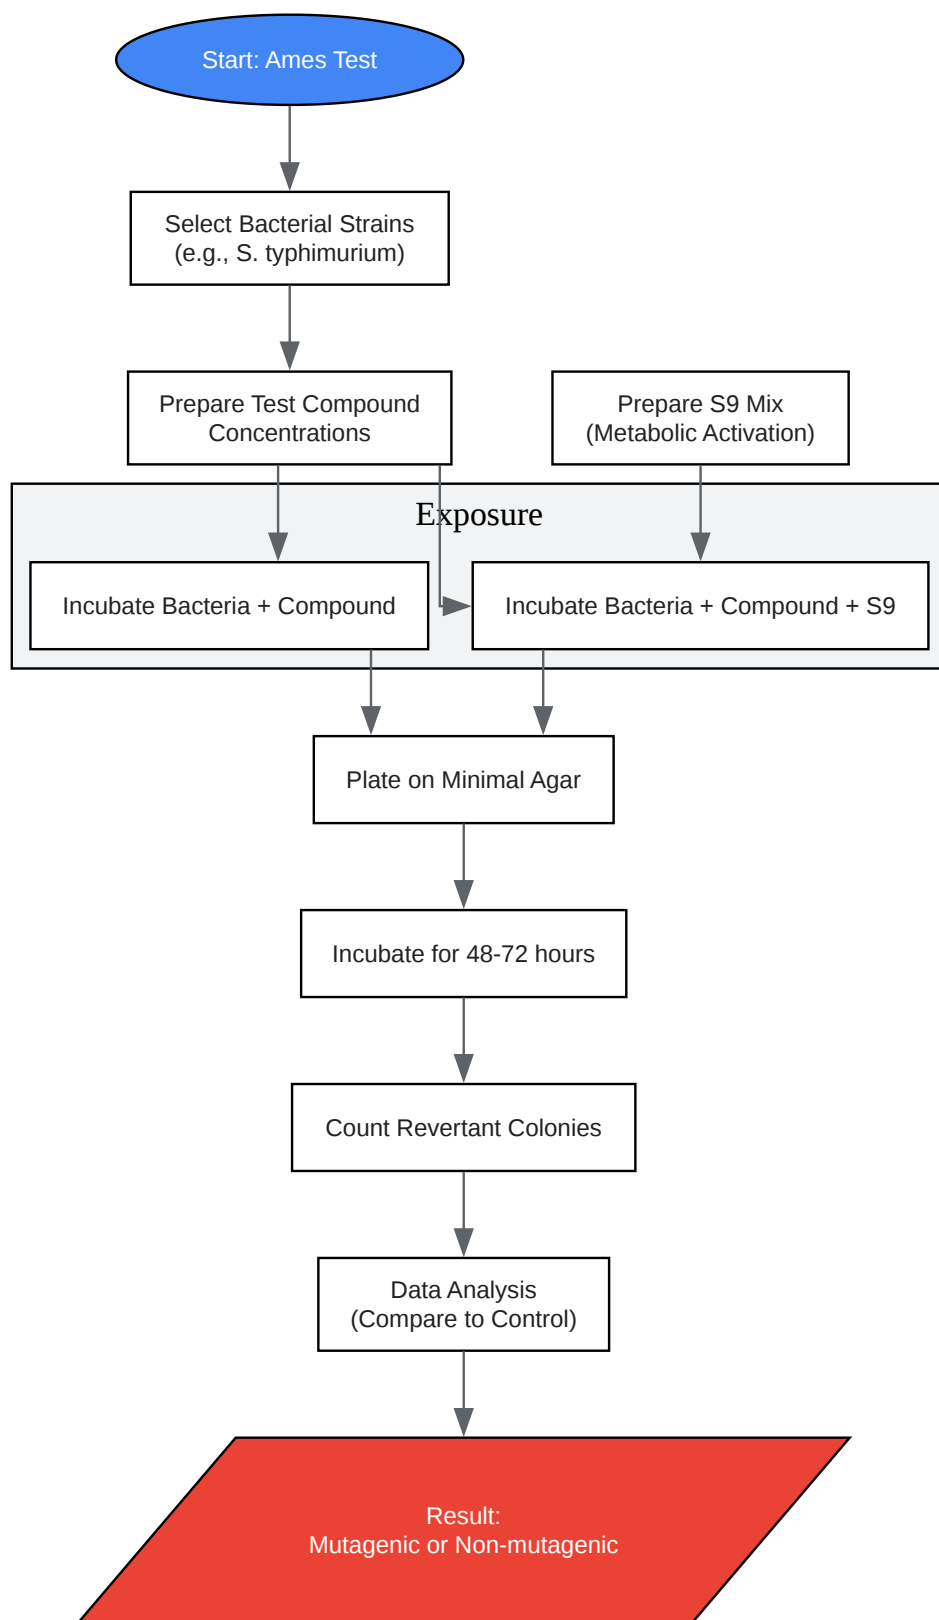 Start: Ames Test
Select Bacterial Strains
(e.g., S. typhimurium)
Prepare Test Compound
Concentrations
Prepare S9 Mix
(Metabolic Activation)
Exposure
Incubate Bacteria + Compound
Incubate Bacteria + Compound + S9
Plate on Minimal Agar
Incubate for 48-72 hours
Count Revertant Colonies
Data Analysis
(Compare to Control)
Result:
Mutagenic or Non-mutagenic